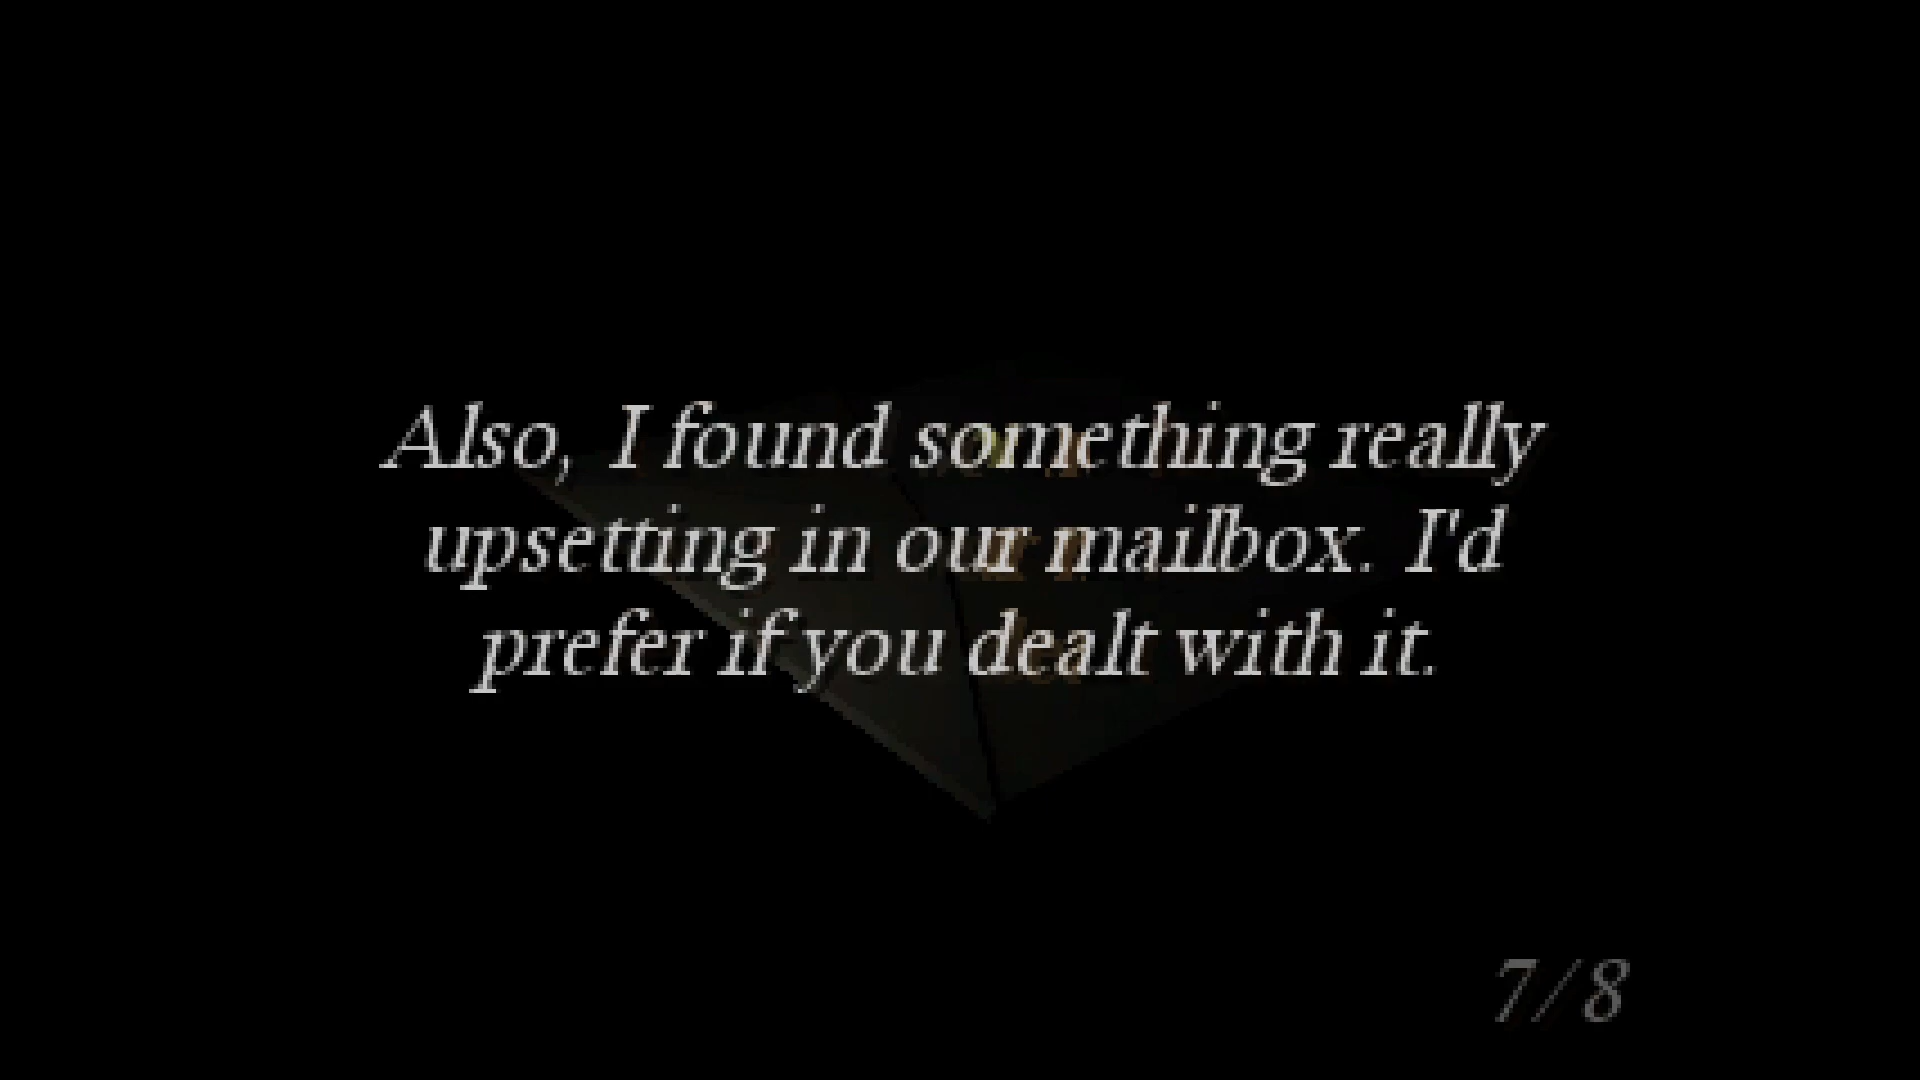 Also, I found something really
upsetting in our mailbox. I'd
prefer if you dealt with it.
7/8